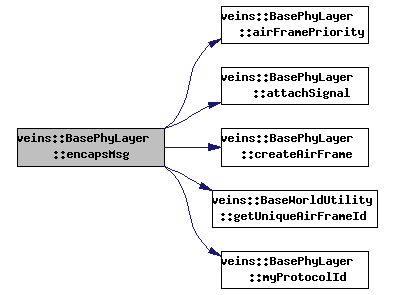 veins::BasePhyLayer
::airFramePriority
veins::BasePhyLayer
::attachSignal
veins::BasePhyLayer
::encapsMsg
veins::BasePhyLayer
::createAirFrame
veins::BaseWorldUtility
::getUniqueAirFrameId
veins::BasePhyLayer
::myProtocolId